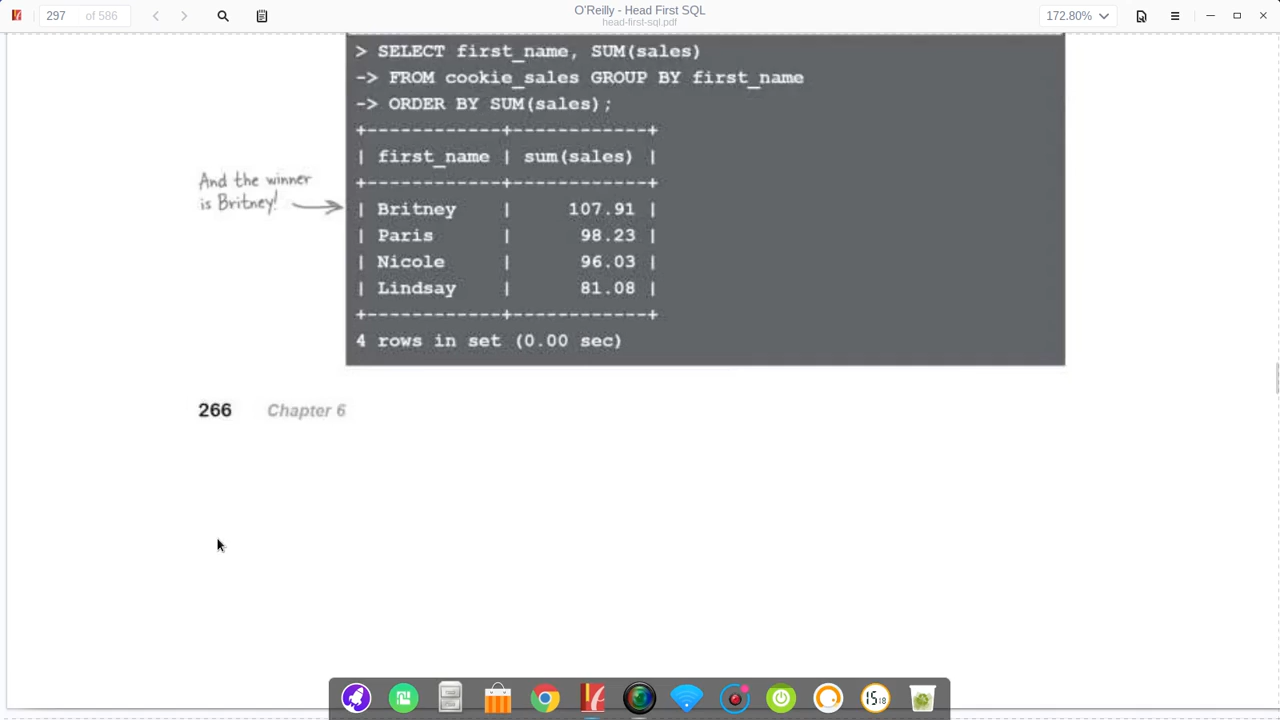 297 of 586
O'Reilly - Head First SQL
head-first-sql.pdf
172.80%
> SELECT first_name, SUM(sales)
-> FROM cookie_sales GROUP BY first_name
-> ORDER BY SUM(sales);
+------------+------------+
| first_name | sum(sales) |
+------------+------------+
| Britney    |     107.91 |
| Paris      |      98.23 |
| Nicole     |      96.03 |
| Lindsay    |      81.08 |
+------------+------------+
4 rows in set (0.00 sec)
And the winner
is Britney!
266 Chapter 6
15 18